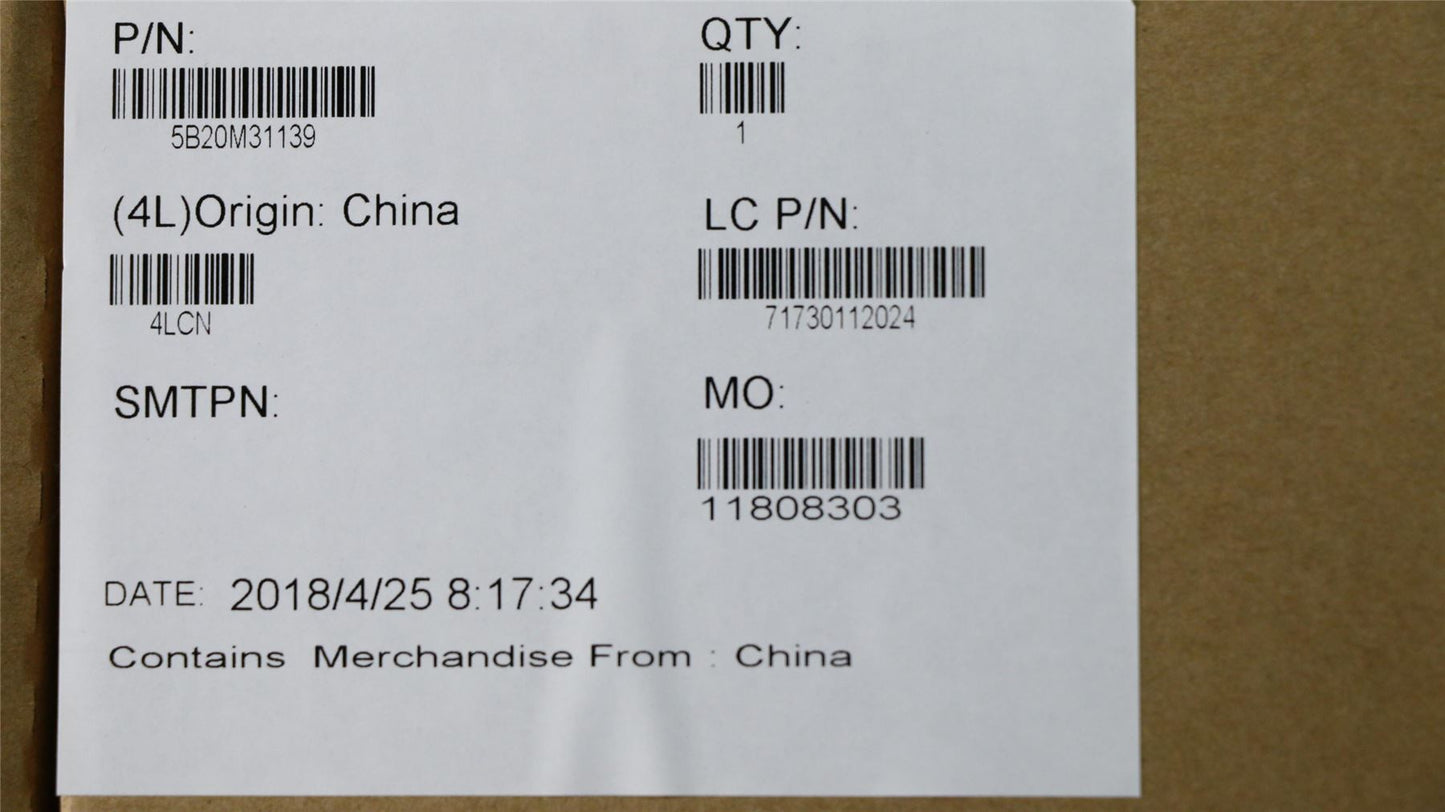 P/N:
5B20M31139
QTY:
1
(4L)Origin: China
4LCN
LC P/N:
71730112024
SMTPN:
MO:
11808303
DATE: 2018/4/25 8:17:34
Contains Merchandise From : China